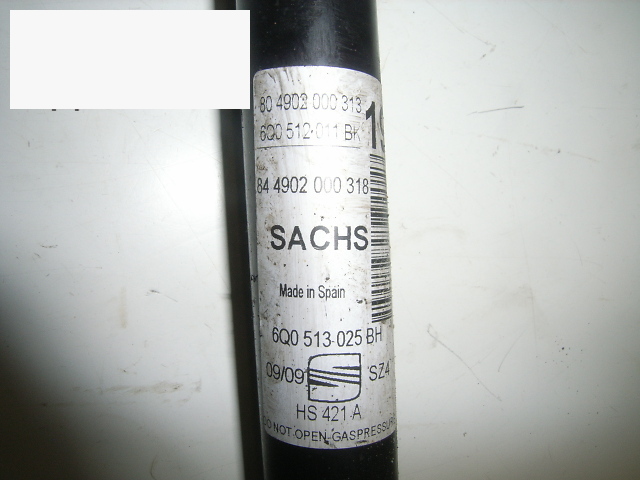 80 4902 000 313
6Q0 512 011 BK
84 4902 000 318
SACHS
Made in Spain
6Q0 513 025 BH
09/09 SZ4
HS 421 A
NOT OPEN-GASPRESSURE